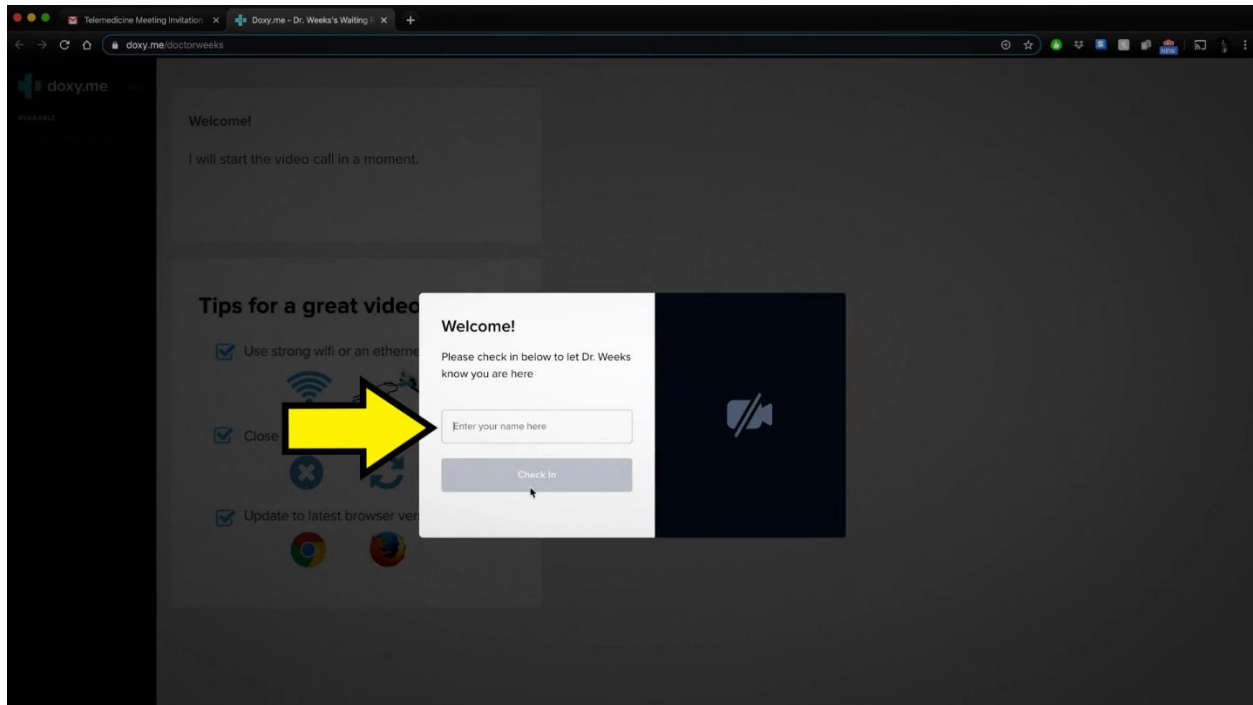 Telemedicine Meeting Invitation
Doxy.me - Dr. Weeks's Waiting R
doxy.me/doctorweeks
NEW
doxy.me
AVAILABLE
Welcome!
I will start the video call in a moment.
Tips for a great video
Use strong wifi or an etherne
Close
Update to latest browser ver
Welcome!
Please check in below to let Dr. Weeks
know you are here
Enter your name here
Check In